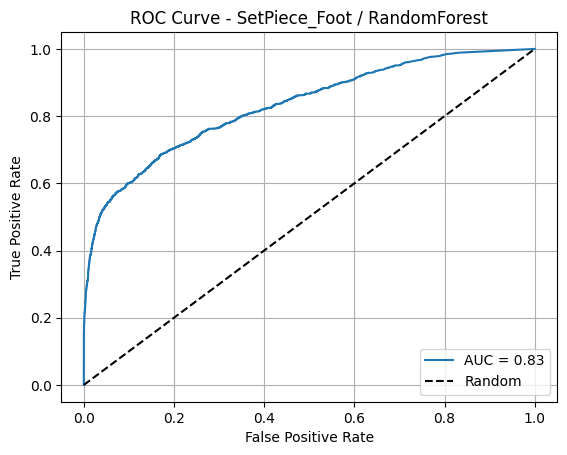 ROC Curve - SetPiece_Foot / RandomForest
True Positive Rate
1.0
0.8
0.6
0.4
0.2
0.0
0.0 0.2 0.4 0.6 0.8 1.0
False Positive Rate
AUC = 0.83
Random